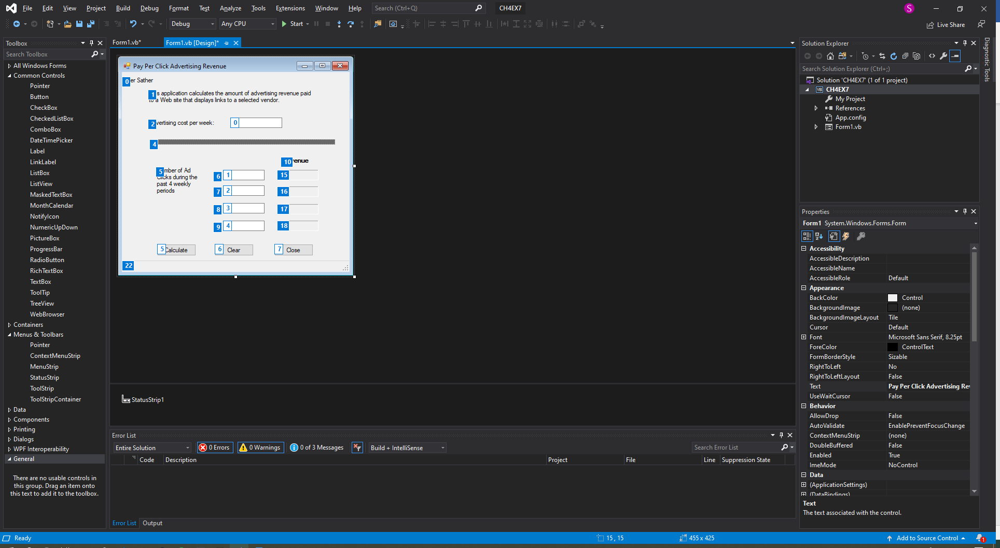 File Edit View Project Build Debug Format Test Analyze Tools Extensions Window Help Search (Ctrl+Q) CH4EX7 S
Debug Any CPU Start Live Share
Toolbox
Search Toolbox
All Windows Forms
Common Controls
Pointer
Button
CheckBox
CheckedListBox
ComboBox
DateTimePicker
Label
LinkLabel
ListBox
ListView
MaskedTextBox
MonthCalendar
NotifyIcon
NumericUpDown
PictureBox
ProgressBar
RadioButton
RichTextBox
TextBox
ToolTip
TreeView
WebBrowser
Containers
Menus & Toolbars
Pointer
ContextMenuStrip
MenuStrip
StatusStrip
ToolStrip
ToolStripContainer
Data
Components
Printing
Dialogs
WPF Interoperability
General
There are no usable controls in
this group. Drag an item onto
this text to add it to the toolbox.
Form1.vb* Form1.vb [Design]*
Pay Per Click Advertising Revenue
0 er Sather
1 s application calculates the amount of advertising revenue paid
to a Web site that displays links to a selected vendor.
2 vertising cost per week: 0
4
10 venue
5 mber of Ad
Clicks during the
past 4 weekly
periods
6 1 15
7 2 16
8 3 17
9 4 18
5 Calculate 6 Clear 7 Close
22
StatusStrip1
Error List
Entire Solution 0 Errors 0 Warnings 0 of 3 Messages Build + IntelliSense Search Error List
Code Description Project File Line Suppression State
Error List Output
Solution Explorer
Search Solution Explorer (Ctrl+;)
Solution 'CH4EX7' (1 of 1 project)
VB CH4EX7
My Project
References
App.config
Form1.vb
Diagnostic Tools
Properties
Form1 System.Windows.Forms.Form
Accessibility
AccessibleDescription
AccessibleName
AccessibleRole Default
Appearance
BackColor Control
BackgroundImage (none)
BackgroundImageLayout Tile
Cursor Default
Font Microsoft Sans Serif, 8.25pt
ForeColor ControlText
FormBorderStyle Sizable
RightToLeft No
RightToLeftLayout False
Text Pay Per Click Advertising Rev
UseWaitCursor False
Behavior
AllowDrop False
AutoValidate EnablePreventFocusChange
ContextMenuStrip (none)
DoubleBuffered False
Enabled True
ImeMode NoControl
Data
(ApplicationSettings)
(DataBindings)
Text
The text associated with the control.
Ready 15 , 15 455 x 425 Add to Source Control 1